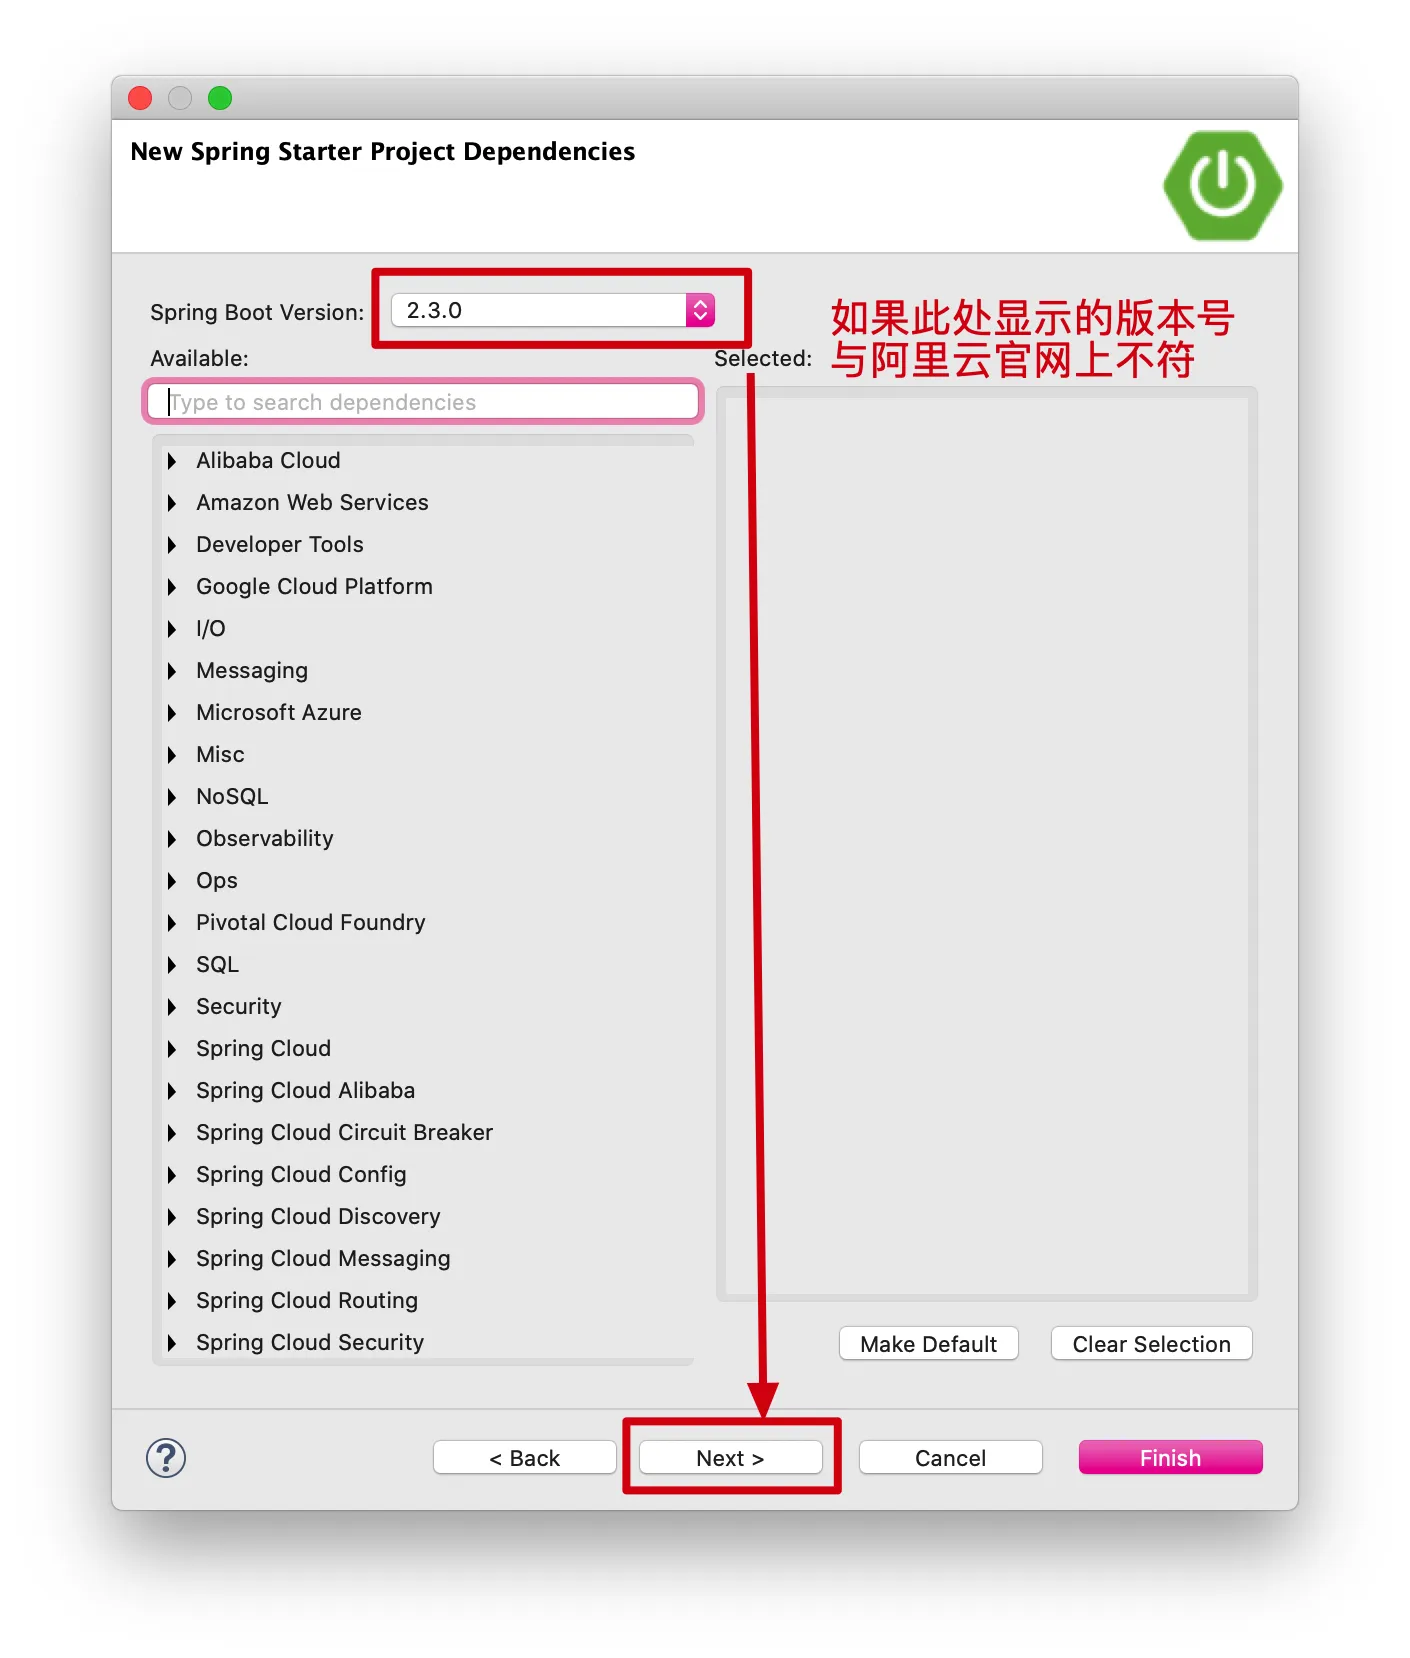 New Spring Starter Project Dependencies
Spring Boot Version:
2.3.0
如果此处显示的版本号
与阿里云官网上不符
Available:
Selected:
Type to search dependencies
Alibaba Cloud
Amazon Web Services
Developer Tools
Google Cloud Platform
I/O
Messaging
Microsoft Azure
Misc
NoSQL
Observability
Ops
Pivotal Cloud Foundry
SQL
Security
Spring Cloud
Spring Cloud Alibaba
Spring Cloud Circuit Breaker
Spring Cloud Config
Spring Cloud Discovery
Spring Cloud Messaging
Spring Cloud Routing
Spring Cloud Security
Make Default
Clear Selection
?
< Back
Next >
Cancel
Finish